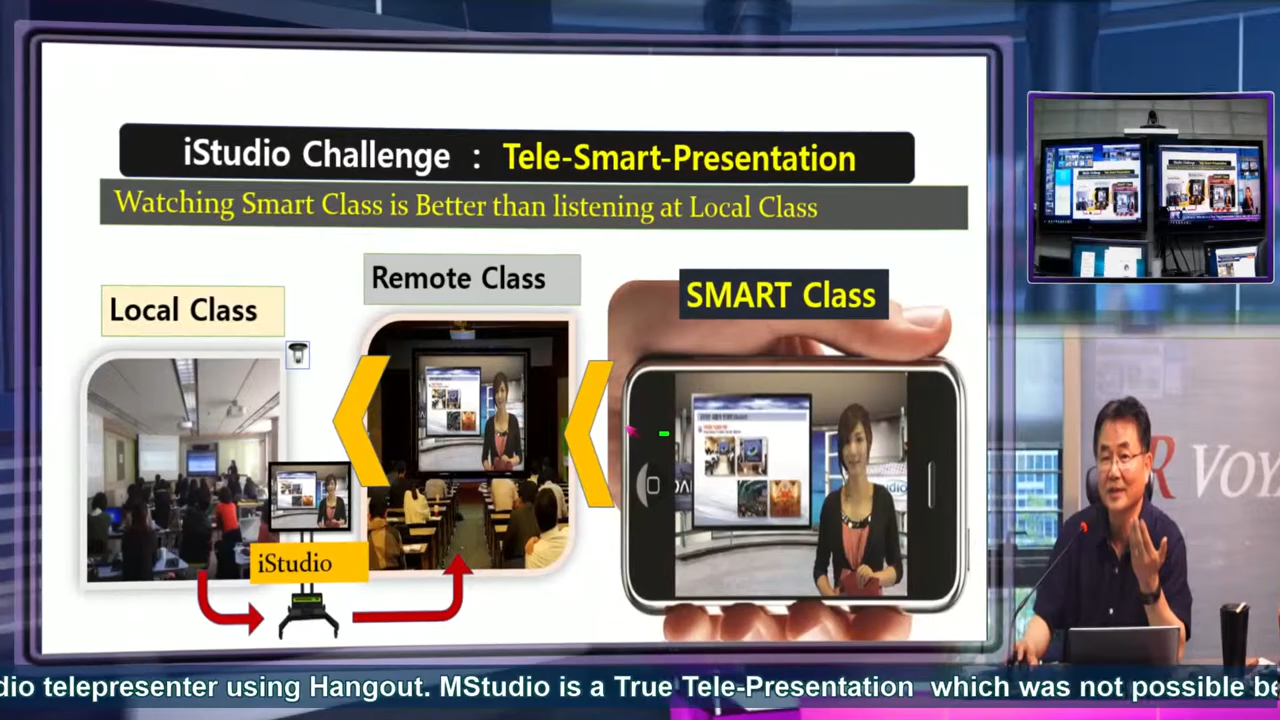 iStudio Challenge : Tele-Smart-Presentation
Watching Smart Class is Better than listening at Local Class
Local Class
Remote Class
SMART Class
iStudio
R VOY
dio telepresenter using Hangout. MStudio is a True Tele-Presentation which was not possible be